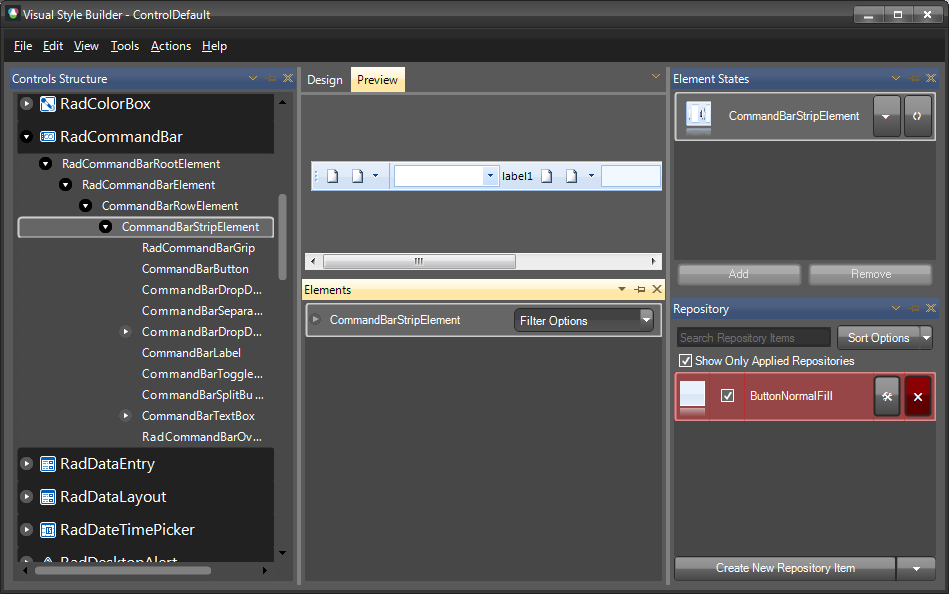 Visual Style Builder - ControlDefault
File Edit View Tools Actions Help
Controls Structure
RadColorBox
RadCommandBar
RadCommandBarRootElement
RadCommandBarElement
CommandBarRowElement
CommandBarStripElement
RadCommandBarGrip
CommandBarButton
CommandBarDropD...
CommandBarSepara...
CommandBarDropD...
CommandBarLabel
CommandBarToggle...
CommandBarSplitBu ...
CommandBarTextBox
RadCommandBarOv...
RadDataEntry
RadDataLayout
RadDateTimePicker
RadDesktopAlert
Design Preview
label1
Elements
CommandBarStripElement Filter Options
Element States
CommandBarStripElement
Add Remove
Repository
Search Repository Items Sort Options
Show Only Applied Repositories
ButtonNormalFill
Create New Repository Item